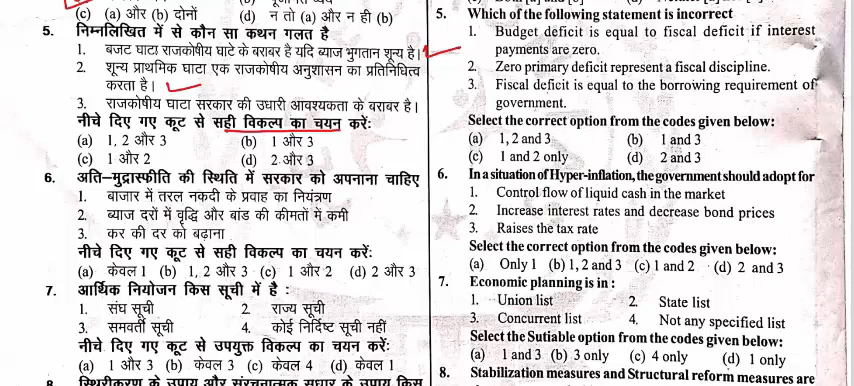 (c) (a) और (b) दोनों (d) न तो (a) और न ही (b)
5. निम्नलिखित में से कौन सा कथन गलत है
1. बजट घाटा राजकोषीय घाटे के बराबर है यदि ब्याज भुगतान शून्य है।
2. शून्य प्राथमिक घाटा एक राजकोषीय अनुशासन का प्रतिनिधित्व
करता है।
3. राजकोषीय घाटा सरकार की उधारी आवश्यकता के बराबर है।
नीचे दिए गए कूट से सही विकल्प का चयन करें:
(a) 1, 2 और 3 (b) 1 और 3
(c) 1 और 2 (d) 2 और 3
6. अति-मुद्रास्फीति की स्थिति में सरकार को अपनाना चाहिए
1. बाजार में तरल नकदी के प्रवाह का नियंत्रण
2. ब्याज दरों में वृद्धि और बांड की कीमतों में कमी
3. कर की दर को बढ़ाना
नीचे दिए गए कूट से सही विकल्प का चयन करें:
(a) केवल 1 (b) 1, 2 और 3 (c) 1 और 2 (d) 2 और 3
7. आर्थिक नियोजन किस सूची में है :
1. संघ सूची 2. राज्य सूची
3. समवर्ती सूची 4. कोई निर्दिष्ट सूची नहीं
नीचे दिए गए कूट से उपयुक्त विकल्प का चयन करें:
(a) 1 और 3 (b) केवल 3 (c) केवल 4 (d) केवल 1
8. स्थिरीकरण के उपाय और संरचनात्मक सुधार के उपाय किस
5. Which of the following statement is incorrect
1. Budget deficit is equal to fiscal deficit if interest
payments are zero.
2. Zero primary deficit represent a fiscal discipline.
3. Fiscal deficit is equal to the borrowing requirement of
government.
Select the correct option from the codes given below:
(a) 1, 2 and 3 (b) 1 and 3
(c) 1 and 2 only (d) 2 and 3
6. In a situation of Hyper-inflation, the government should adopt for
1. Control flow of liquid cash in the market
2. Increase interest rates and decrease bond prices
3. Raises the tax rate
Select the correct option from the codes given below:
(a) Only 1 (b) 1, 2 and 3 (c) 1 and 2 (d) 2 and 3
7. Economic planning is in :
1. Union list 2. State list
3. Concurrent list 4. Not any specified list
Select the Sutiable option from the codes given below:
(a) 1 and 3 (b) 3 only (c) 4 only (d) 1 only
8. Stabilization measures and Structural reform measures are